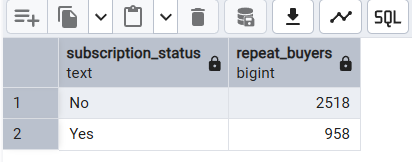 SQL
subscription_status repeat_buyers
text bigint
1 No 2518
2 Yes 958